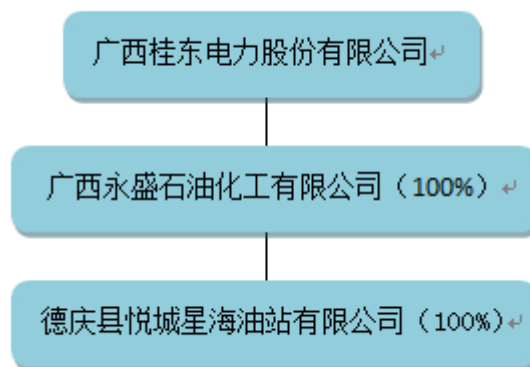 广西桂东电力股份有限公司
广西永盛石油化工有限公司（100%）
德庆县悦城星海油站有限公司（100%）